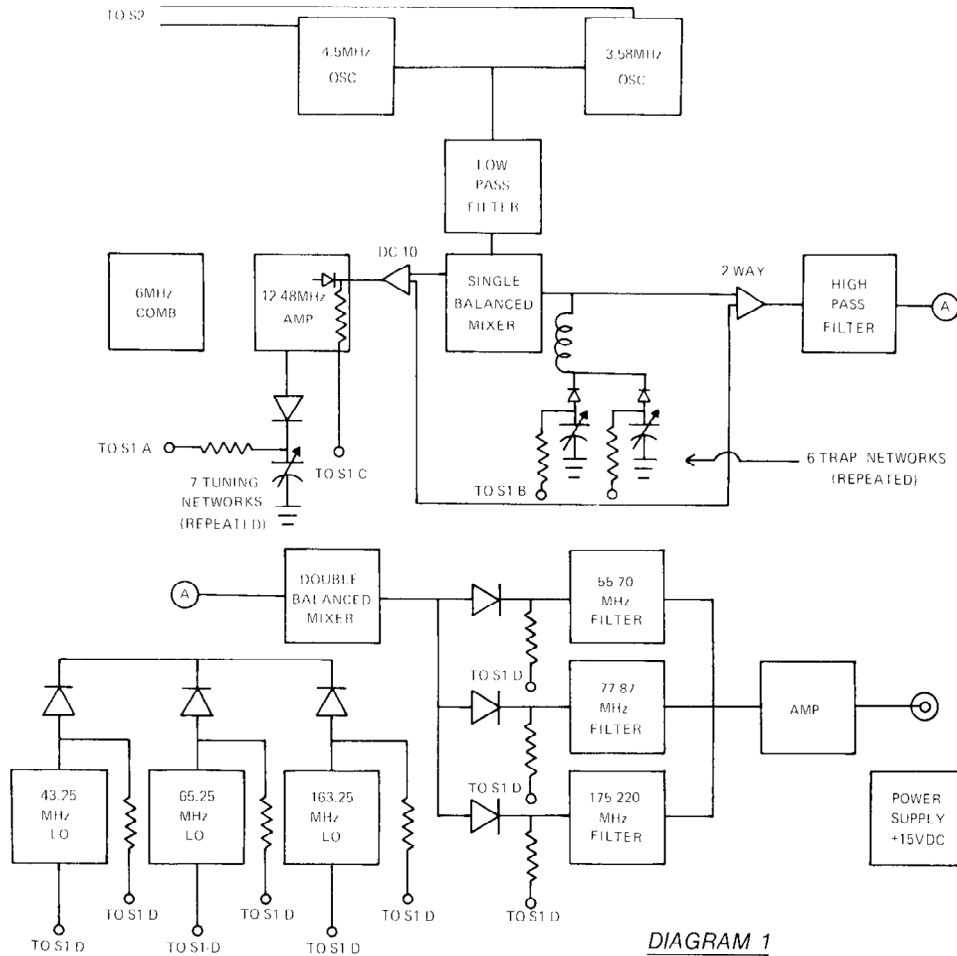 TO S2
4.5MHz
OSC
3.58MHz
OSC
LOW
PASS
FILTER
DC 10
2 WAY
6MHz
COMB
12 48MHz
AMP
SINGLE
BALANCED
MIXER
HIGH
PASS
FILTER
A
TO S1 A
TO S1 C
7 TUNING
NETWORKS
(REPEATED)
TO S1 B
6 TRAP NETWORKS
(REPEATED)
A
DOUBLE
BALANCED
MIXER
55 70
MHz
FILTER
TO S1 D
77 87
MHz
FILTER
AMP
TO S1 D
175 220
MHz
FILTER
43.25
MHz
LO
65.25
MHz
LO
163.25
MHz
LO
POWER
SUPPLY
+15VDC
TO S1 D
TO S1 D
TO S1 D
TO S1 D
TO S1 D
TO S1 D
TO S1 D
DIAGRAM 1